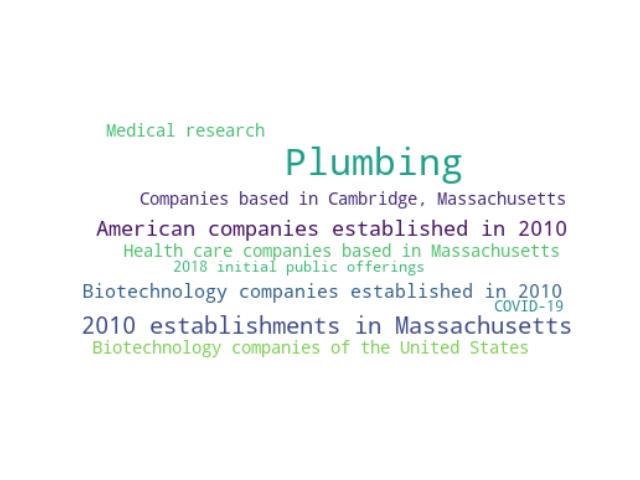 Medical research
Plumbing
Companies based in Cambridge, Massachusetts
American companies established in 2010
Health care companies based in Massachusetts
2018 initial public offerings
Biotechnology companies established in 2010
COVID-19
2010 establishments in Massachusetts
Biotechnology companies of the United States